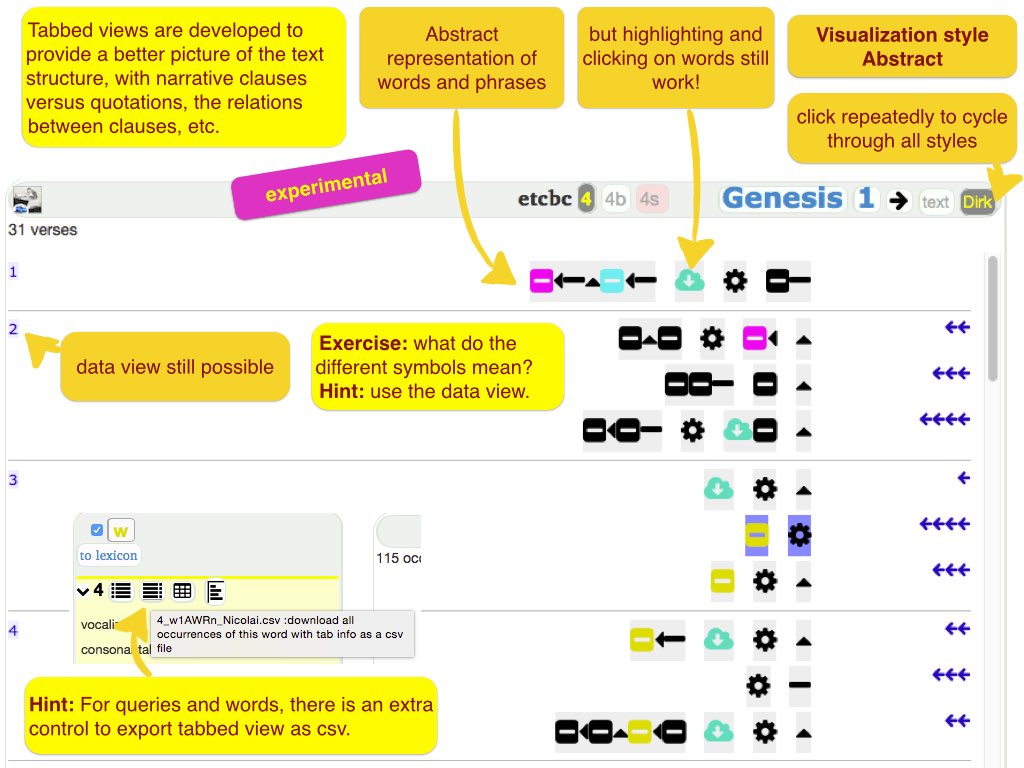 Tabbed views are developed to
provide a better picture of the text
structure, with narrative clauses
versus quotations, the relations
between clauses, etc.
Abstract
representation of
words and phrases
but highlighting and
clicking on words still
work!
Visualization style
Abstract
click repeatedly to cycle
through all styles
experimental
etcbc 4 4b 4s Genesis 1 text Dirk
31 verses
1
2
data view still possible
Exercise: what do the
different symbols mean?
Hint: use the data view.
3
w
to lexicon
115 occ
4
4_w1AWRn_Nicolai.csv :download all
occurrences of this word with tab info as a csv
file
4
Hint: For queries and words, there is an extra
control to export tabbed view as csv.